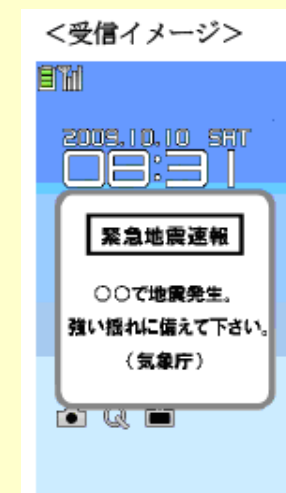 ＜受信イメージ＞
2009.10.10 SAT
08:31
緊急地震速報
○○で地震発生。
強い揺れに備えて下さい。
（気象庁）